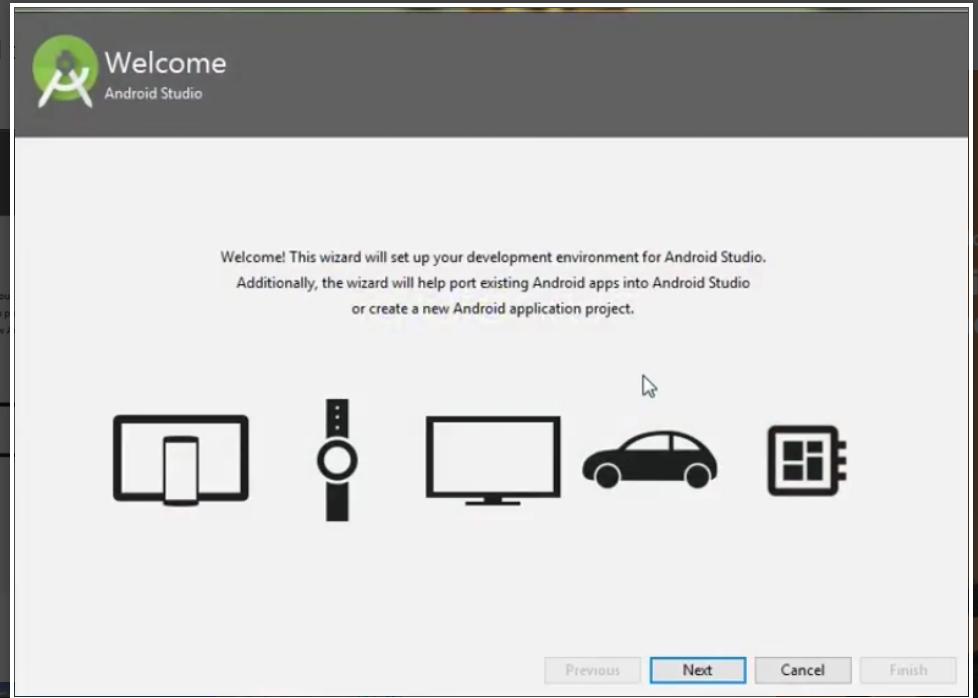 Welcome
Android Studio
Welcome! This wizard will set up your development environment for Android Studio.
Additionally, the wizard will help port existing Android apps into Android Studio
or create a new Android application project.
Previous
Next
Cancel
Finish